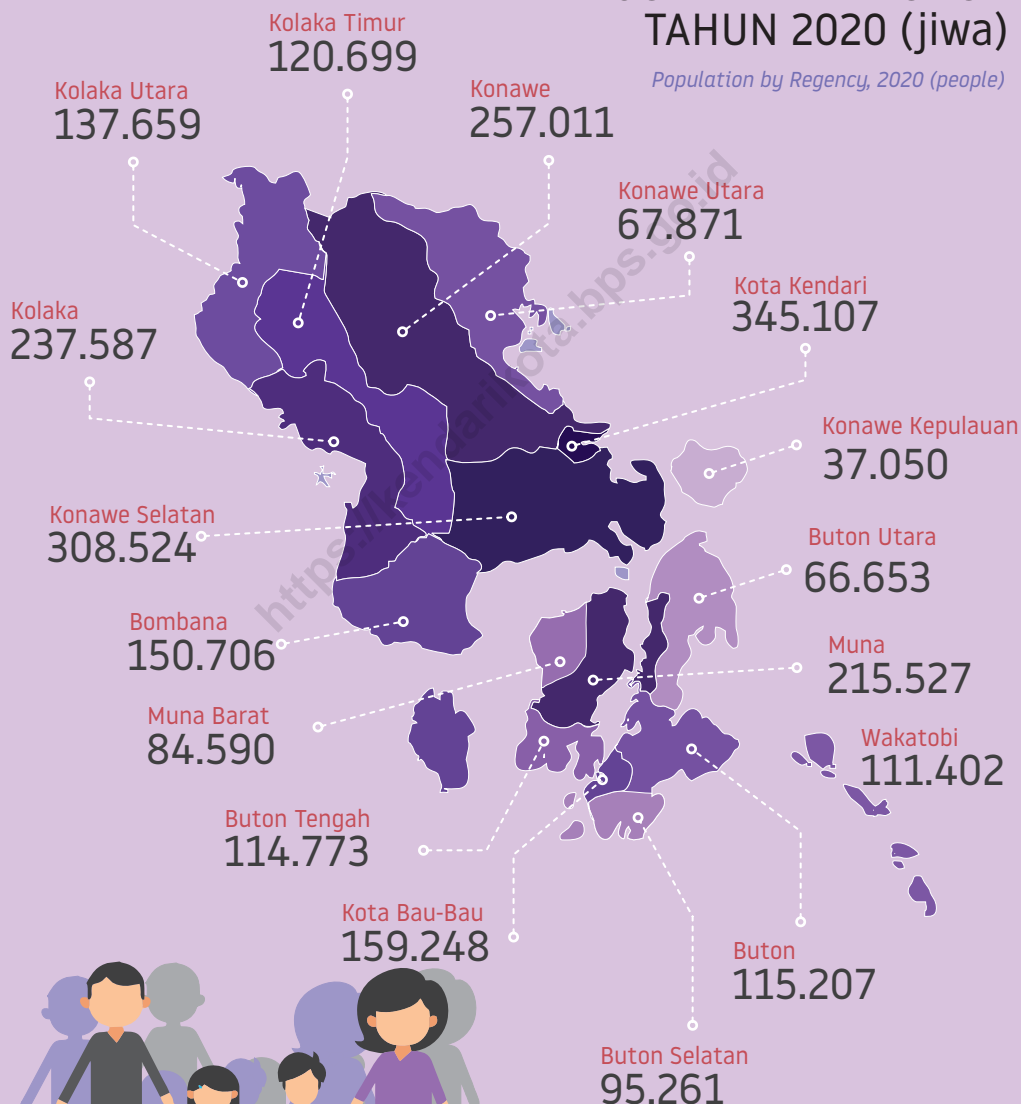 TAHUN 2020 (jiwa)
Population by Regency, 2020 (people)
Kolaka Timur
120.699
Kolaka Utara
137.659
Konawe
257.011
Konawe Utara
67.871
Kota Kendari
345.107
Kolaka
237.587
Konawe Kepulauan
37.050
Konawe Selatan
308.524
Buton Utara
66.653
Bombana
150.706
Muna
215.527
Muna Barat
84.590
Wakatobi
111.402
Buton Tengah
114.773
Kota Bau-Bau
159.248
Buton
115.207
Buton Selatan
95.261
https://kendarikota.bps.go.id